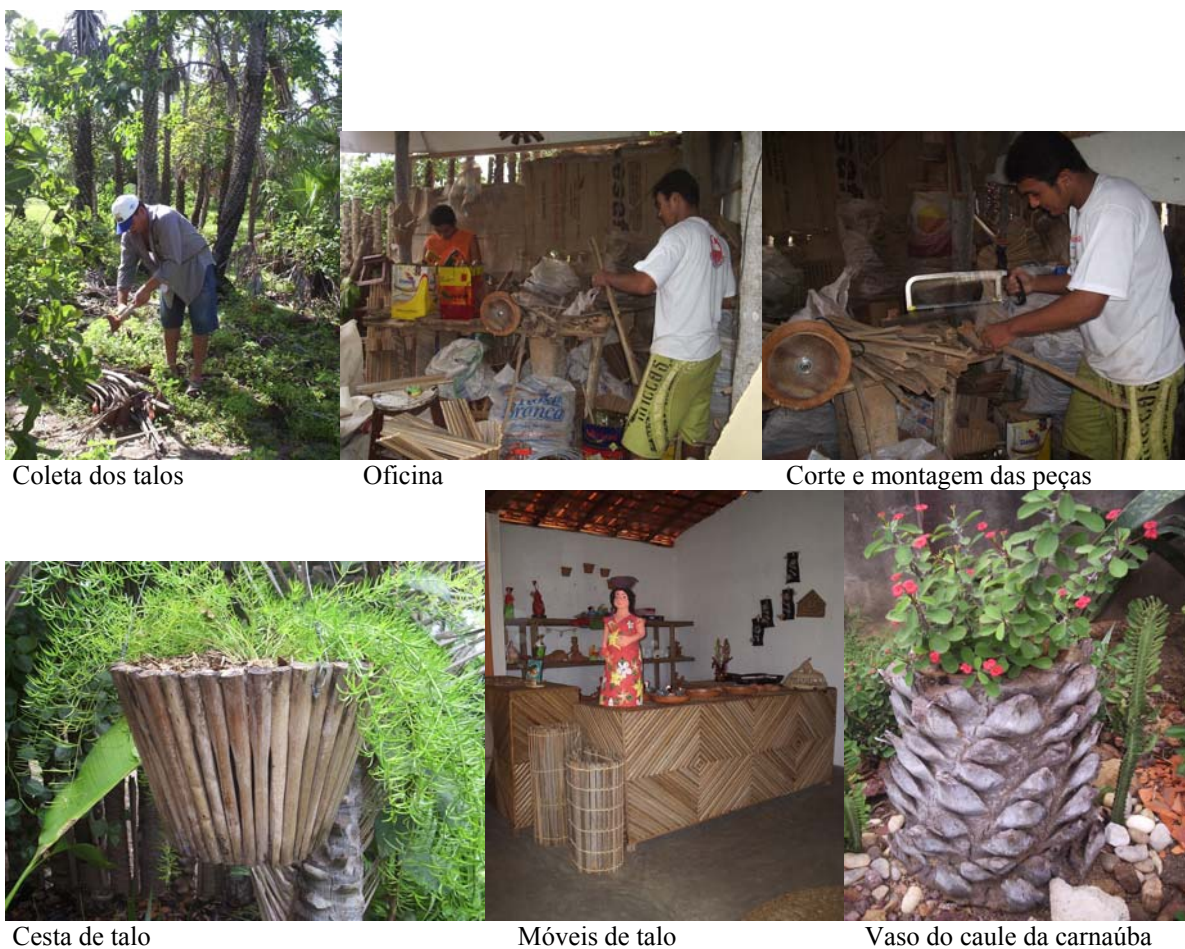 Branca
Coleta dos talos
Oficina
Corte e montagem das peças
Cesta de talo
Móveis de talo
Vaso do caule da carnaúba